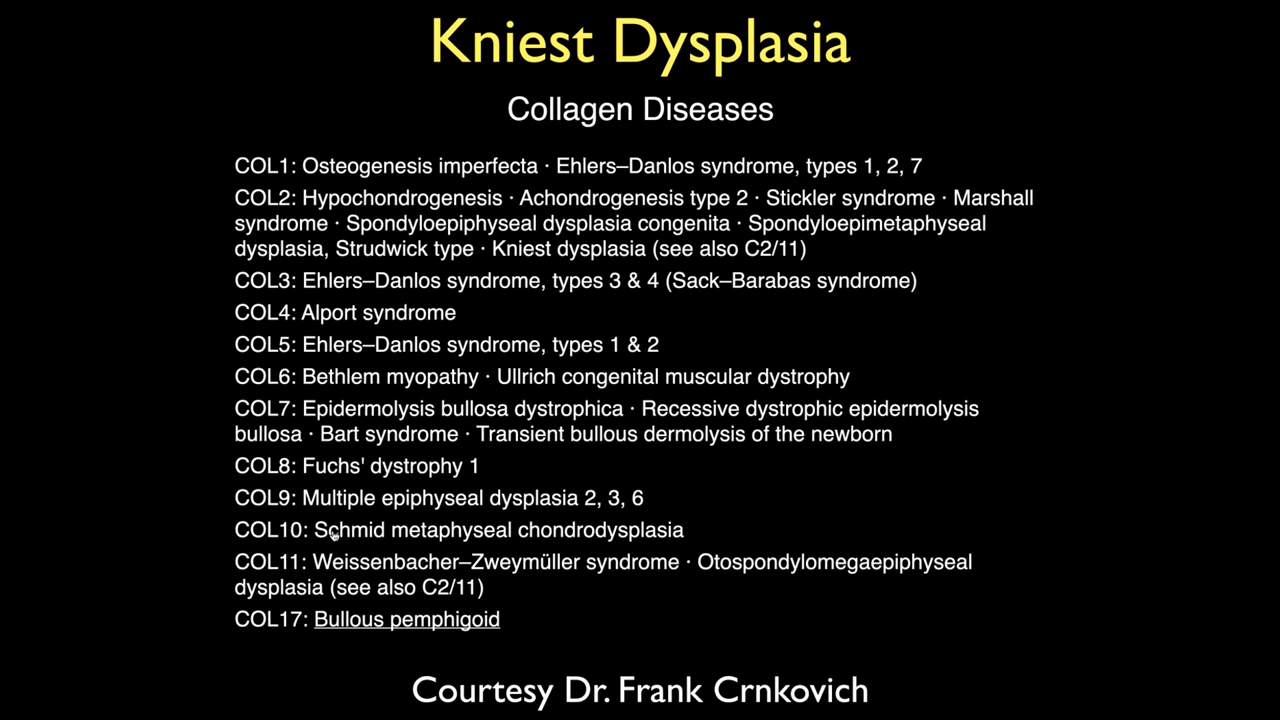 Kniest Dysplasia
Collagen Diseases
COL1: Osteogenesis imperfecta · Ehlers–Danlos syndrome, types 1, 2, 7
COL2: Hypochondrogenesis · Achondrogenesis type 2 · Stickler syndrome · Marshall
syndrome · Spondyloepiphyseal dysplasia congenita · Spondyloepimetaphyseal
dysplasia, Strudwick type · Kniest dysplasia (see also C2/11)
COL3: Ehlers–Danlos syndrome, types 3 & 4 (Sack–Barabas syndrome)
COL4: Alport syndrome
COL5: Ehlers–Danlos syndrome, types 1 & 2
COL6: Bethlem myopathy · Ullrich congenital muscular dystrophy
COL7: Epidermolysis bullosa dystrophica · Recessive dystrophic epidermolysis
bullosa · Bart syndrome · Transient bullous dermolysis of the newborn
COL8: Fuchs' dystrophy 1
COL9: Multiple epiphyseal dysplasia 2, 3, 6
COL10: Schmid metaphyseal chondrodysplasia
COL11: Weissenbacher–Zweymüller syndrome · Otospondylomegaepiphyseal
dysplasia (see also C2/11)
COL17: Bullous pemphigoid
Courtesy Dr. Frank Crnkovich